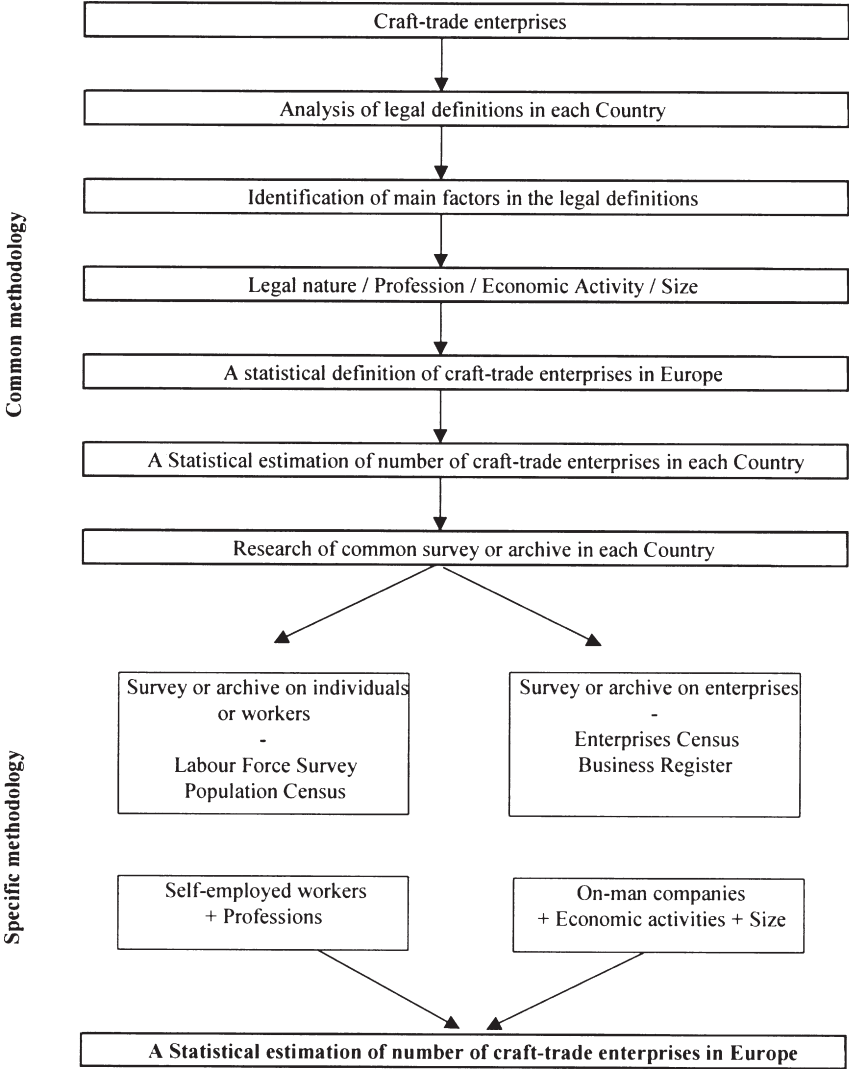 Craft-trade enterprises
Analysis of legal definitions in each Country
Identification of main factors in the legal definitions
Common methodology
Legal nature / Profession / Economic Activity / Size
A statistical definition of craft-trade enterprises in Europe
A Statistical estimation of number of craft-trade enterprises in each Country
Research of common survey or archive in each Country
Specific methodology
Survey or archive on individuals
or workers
-
Labour Force Survey
Population Census
Survey or archive on enterprises
-
Enterprises Census
Business Register
Self-employed workers
+ Professions
On-man companies
+ Economic activities + Size
A Statistical estimation of number of craft-trade enterprises in Europe